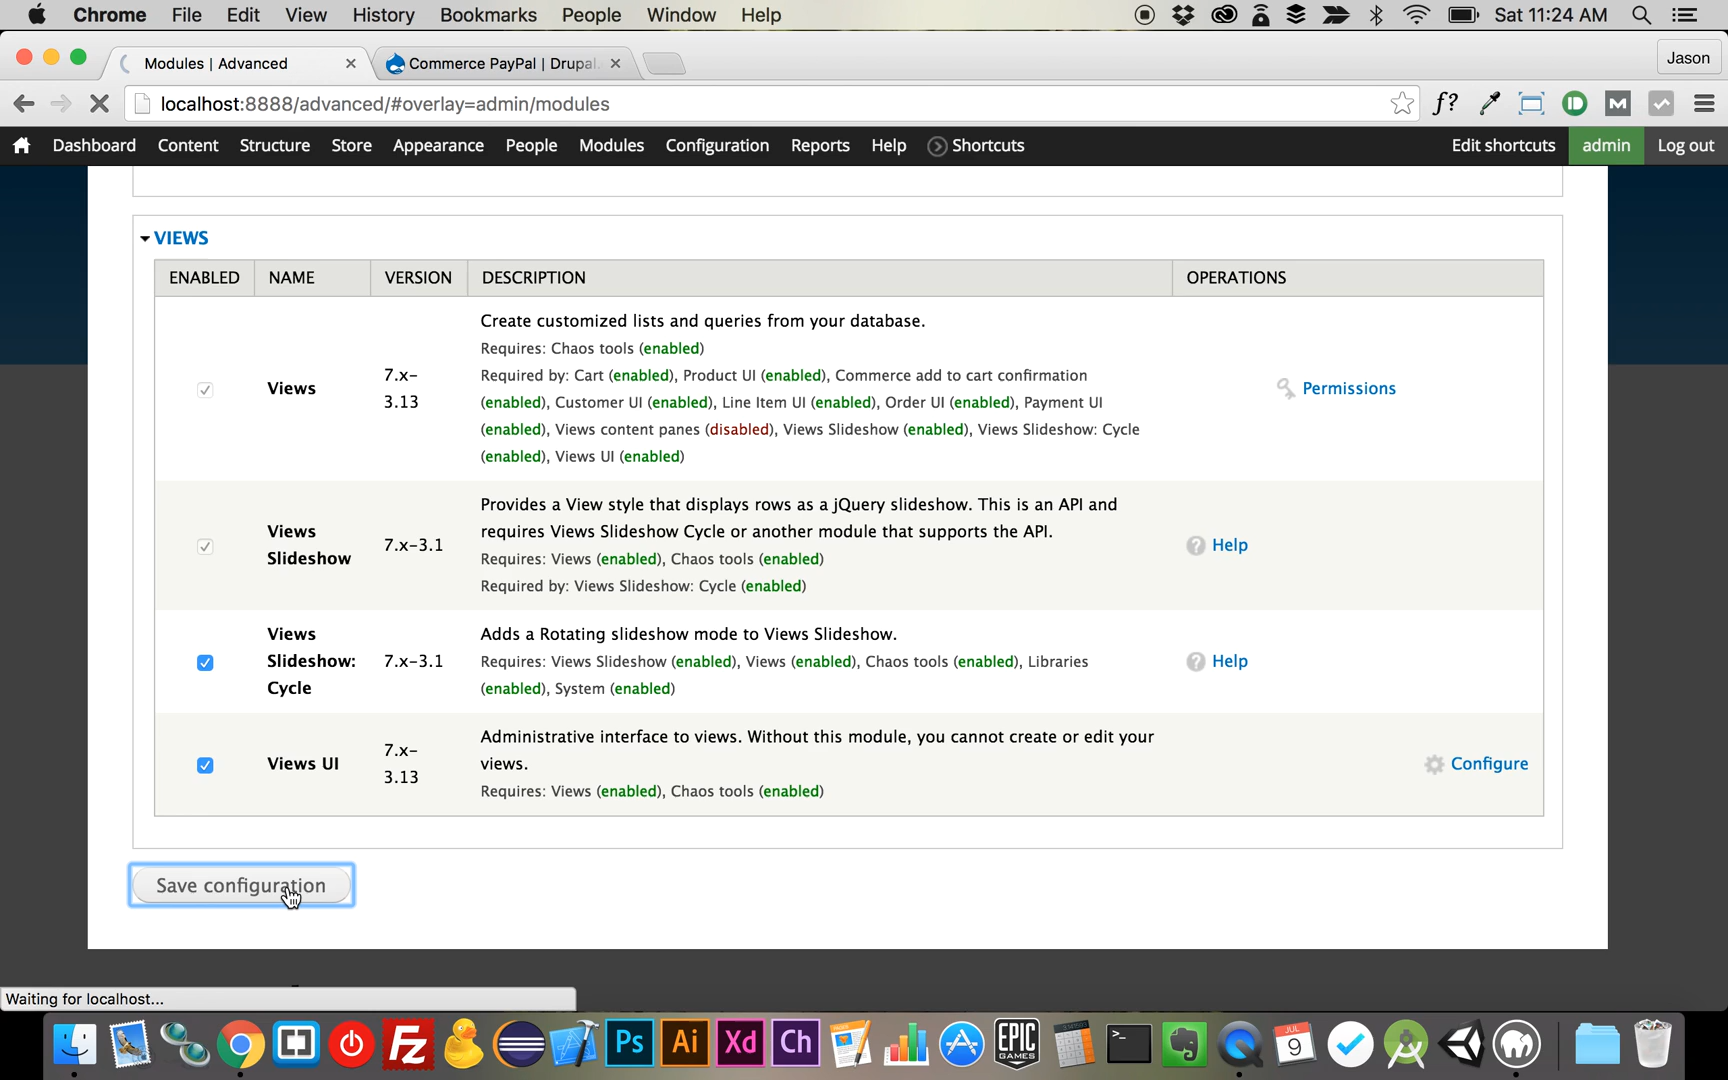 Chrome File Edit View History Bookmarks People Window Help Sat 11:24 AM
Modules | Advanced Commerce PayPal | Drupal. Jason
localhost:8888/advanced/#overlay=admin/modules f?
Dashboard Content Structure Store Appearance People Modules Configuration Reports Help Shortcuts Edit shortcuts admin Log out
VIEWS
ENABLED NAME VERSION DESCRIPTION OPERATIONS
Create customized lists and queries from your database.
Requires: Chaos tools (enabled)
Views 7.x-3.13 Required by: Cart (enabled), Product UI (enabled), Commerce add to cart confirmation
(enabled), Customer UI (enabled), Line Item UI (enabled), Order UI (enabled), Payment UI
(enabled), Views content panes (disabled), Views Slideshow (enabled), Views Slideshow: Cycle
(enabled), Views UI (enabled)
Permissions
Provides a View style that displays rows as a jQuery slideshow. This is an API and
requires Views Slideshow Cycle or another module that supports the API.
Views Slideshow 7.x-3.1 Requires: Views (enabled), Chaos tools (enabled)
Required by: Views Slideshow: Cycle (enabled)
Help
Adds a Rotating slideshow mode to Views Slideshow.
Views Slideshow: Cycle 7.x-3.1 Requires: Views Slideshow (enabled), Views (enabled), Chaos tools (enabled), Libraries
(enabled), System (enabled)
Help
Administrative interface to views. Without this module, you cannot create or edit your
views.
Views UI 7.x-3.13 Requires: Views (enabled), Chaos tools (enabled)
Configure
Save configuration
Waiting for localhost...
Ps Ai Xd Ch EPIC GAMES JUL 9
Fz